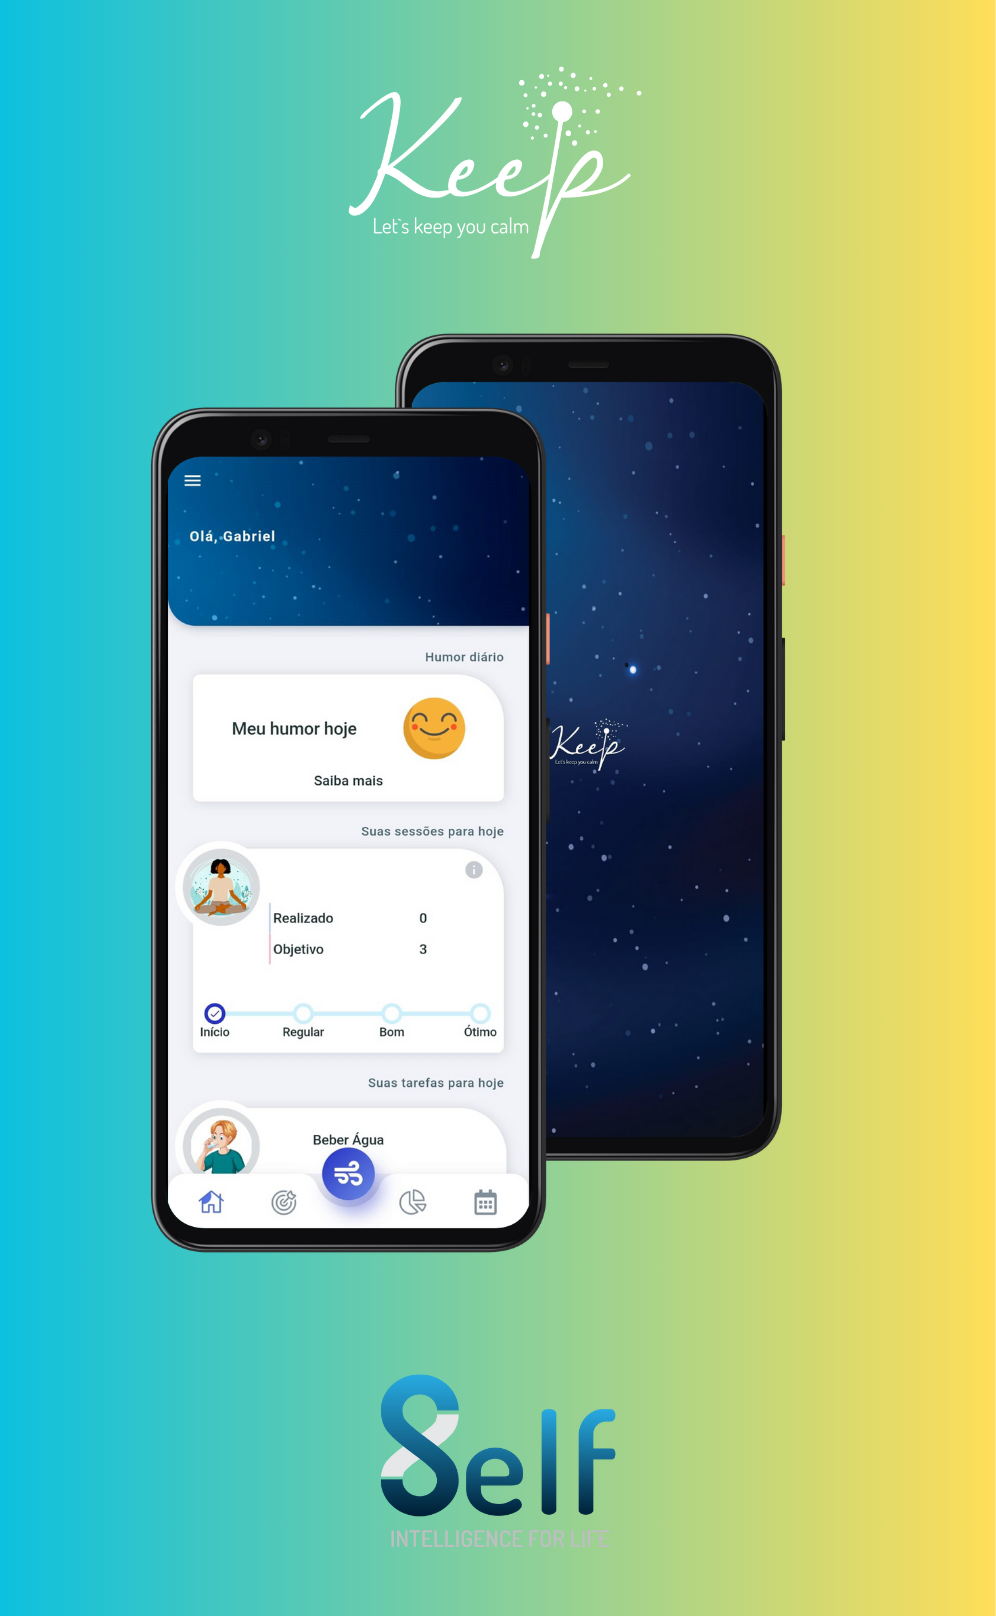 Keep
Let`s keep you calm
Olá, Gabriel
Humor diário
Meu humor hoje
Saiba mais
Suas sessões para hoje
Realizado 0
Objetivo 3
Início Regular Bom Ótimo
Suas tarefas para hoje
Beber Água
Keep
Let`s keep you calm
Self
INTELLIGENCE FOR LIFE